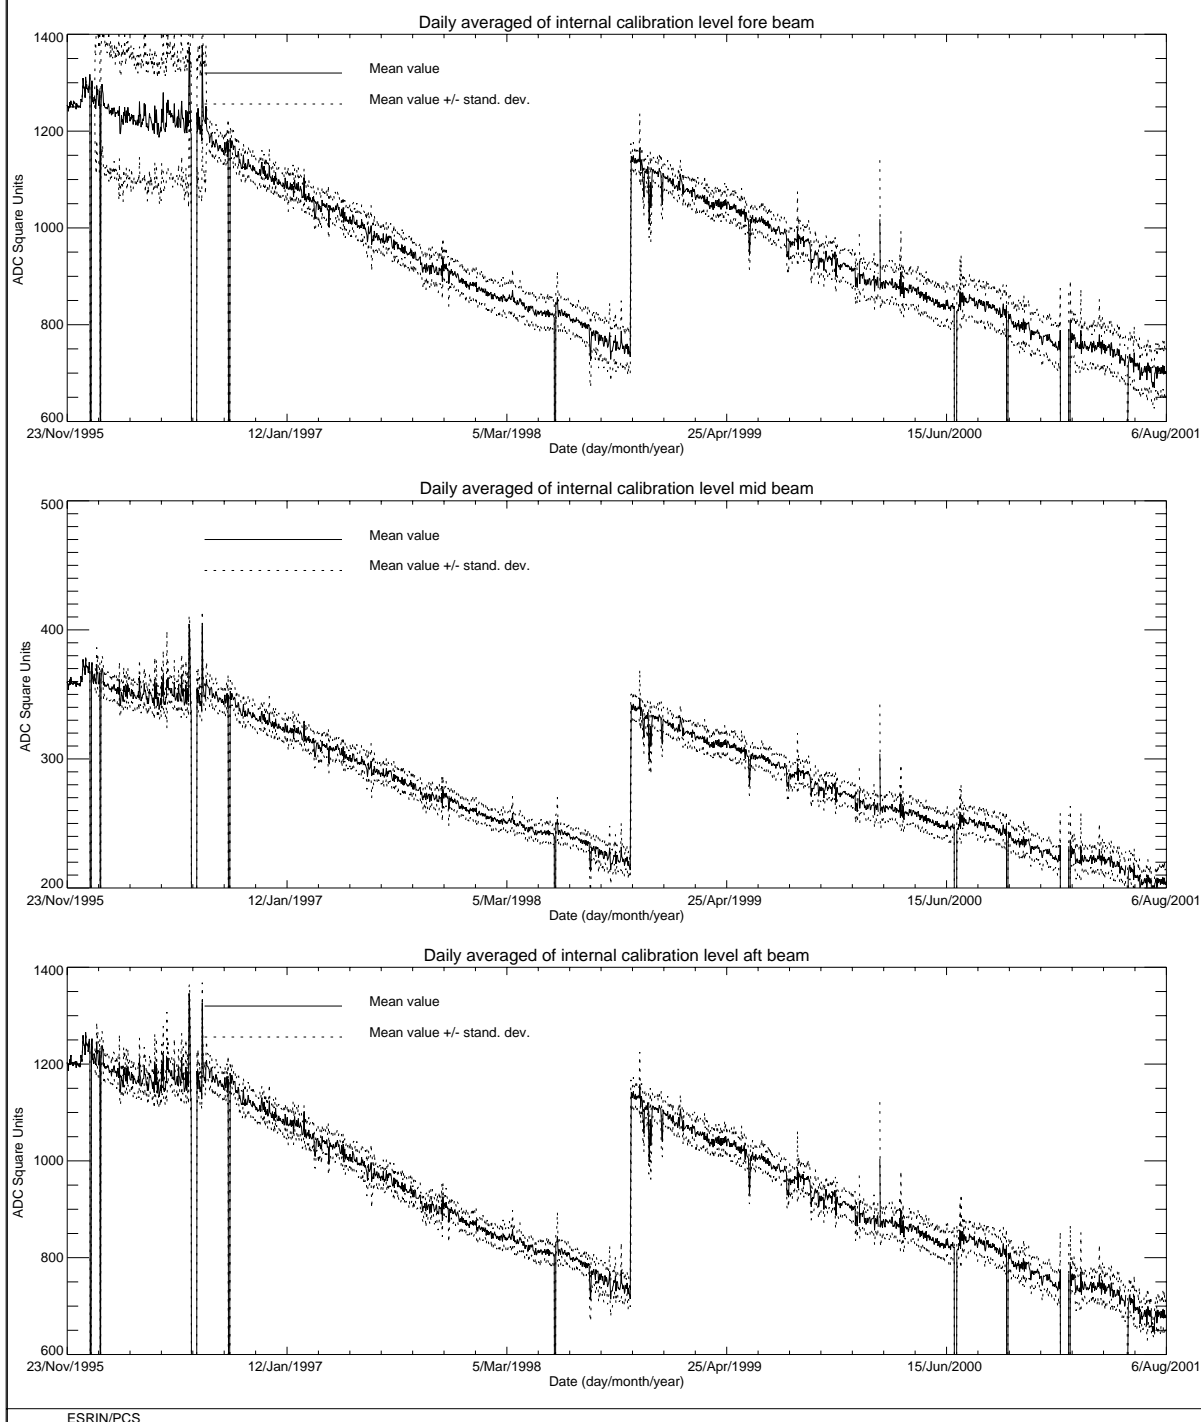 Daily averaged of internal calibration level fore beam
1400
1200
1000
800
600
ADC Square Units
Mean value
Mean value +/- stand. dev.
23/Nov/1995 12/Jan/1997 5/Mar/1998 25/Apr/1999 15/Jun/2000 6/Aug/2001
Date (day/month/year)
Daily averaged of internal calibration level mid beam
500
400
300
200
ADC Square Units
Mean value
Mean value +/- stand. dev.
23/Nov/1995 12/Jan/1997 5/Mar/1998 25/Apr/1999 15/Jun/2000 6/Aug/2001
Date (day/month/year)
Daily averaged of internal calibration level aft beam
1400
1200
1000
800
600
ADC Square Units
Mean value
Mean value +/- stand. dev.
23/Nov/1995 12/Jan/1997 5/Mar/1998 25/Apr/1999 15/Jun/2000 6/Aug/2001
Date (day/month/year)
ESRIN/PCS